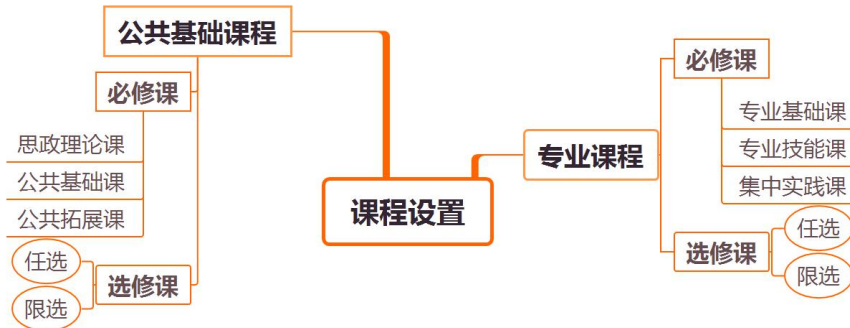 公共基础课程
必修课
思政理论课
公共基础课
公共拓展课
任选
选修课
限选
课程设置
专业课程
必修课
专业基础课
专业技能课
集中实践课
任选
选修课
限选